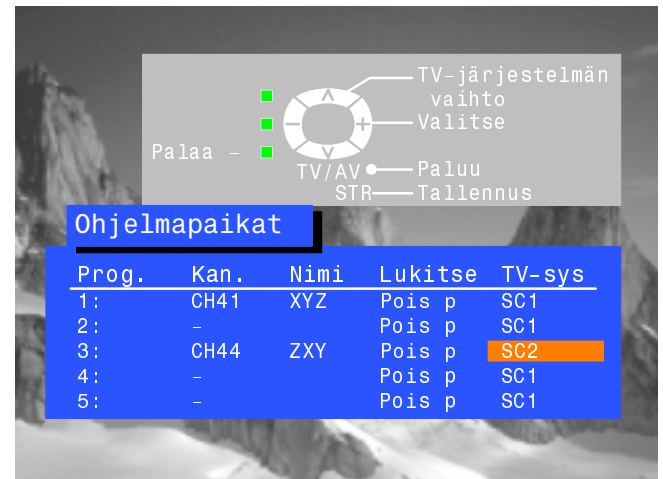 TV-järjestelmän
vaihto
Valitse
Palaa -
TV/AV Paluu
STR Tallennus
Ohjelmapaikat
Prog. Kan. Nimi Lukitse TV-sys
1: CH41 XYZ Pois p SC1
2: - Pois p SC1
3: CH44 ZXY Pois p SC2
4: - Pois p SC1
5: - Pois p SC1